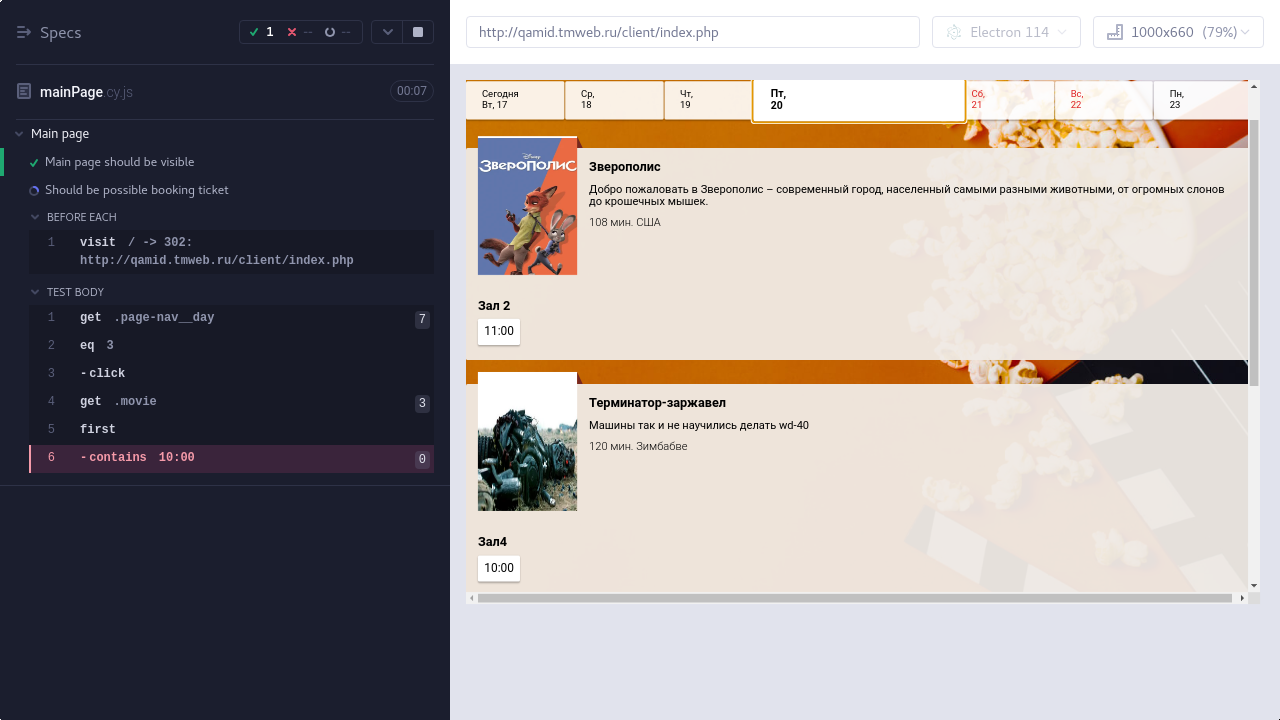 Specs
1
--
--
mainPage.cy.js
00:07
Main page
Main page should be visible
Should be possible booking ticket
BEFORE EACH
1 visit / -> 302:
http://qamid.tmweb.ru/client/index.php
TEST BODY
1 get .page-nav__day 7
2 eq 3
3 -click
4 get .movie 3
5 first
6 -contains 10:00 0
http://qamid.tmweb.ru/client/index.php
Electron 114
1000x660 (79%)
Сегодня
Вт, 17
Ср,
18
Чт,
19
Пт,
20
Сб,
21
Вс,
22
Пн,
23
Disney
ЗВЕРОПОЛИС
Зверополис
Добро пожаловать в Зверополис – современный город, населенный самыми разными животными, от огромных слонов
до крошечных мышек.
108 мин. США
Зал 2
11:00
Терминатор-заржавел
Машины так и не научились делать wd-40
120 мин. Зимбабве
Зал4
10:00